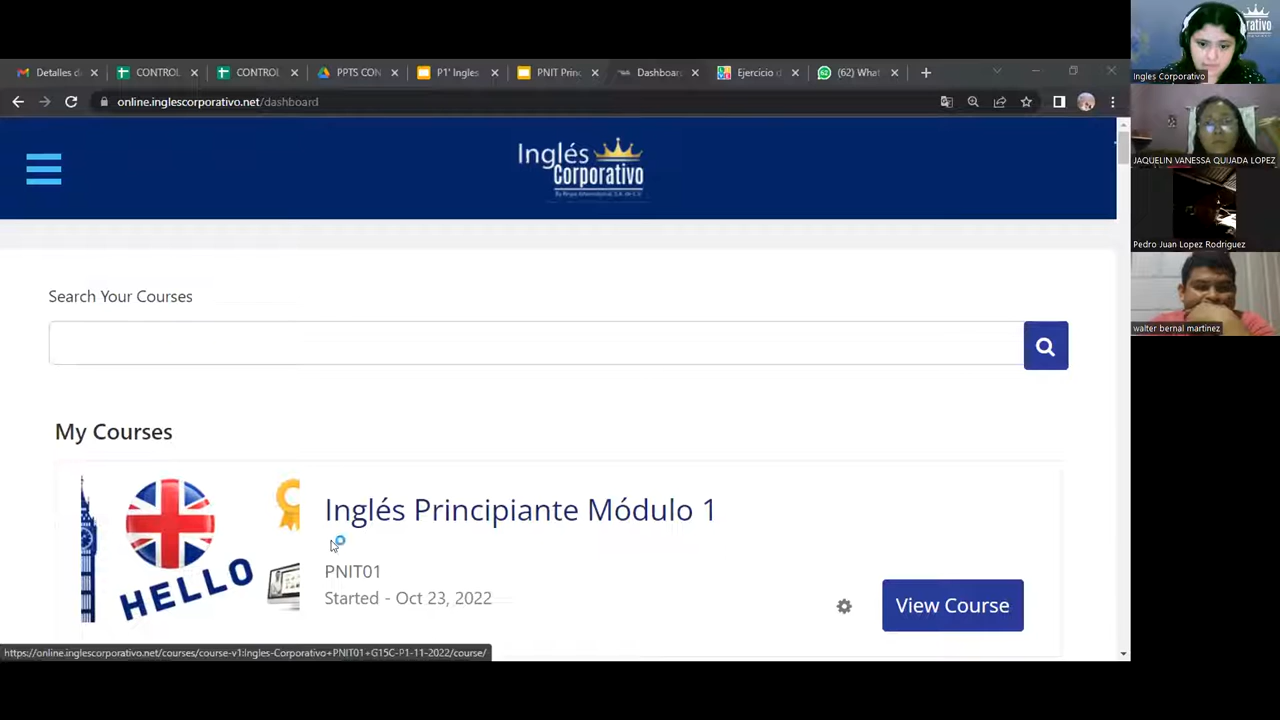 Detalles d
CONTROL
CONTROL
PPTS CON
P1' Ingles
PNIT Princ
Dashboard
Ejercicio d
(62) What
online.inglescorporativo.net/dashboard
Inglés
Corporativo
Search Your Courses
My Courses
HELLO
Inglés Principiante Módulo 1
PNIT01
Started - Oct 23, 2022
View Course
https://online.inglescorporativo.net/courses/course-v1:Ingles-Corporativo+PNIT01+G15C-P1-11-2022/course/
rativo
Ingles Corporativo
JAQUELIN VANESSA QUIJADA LOPEZ
Pedro Juan Lopez Rodriguez
walter bernal martinez